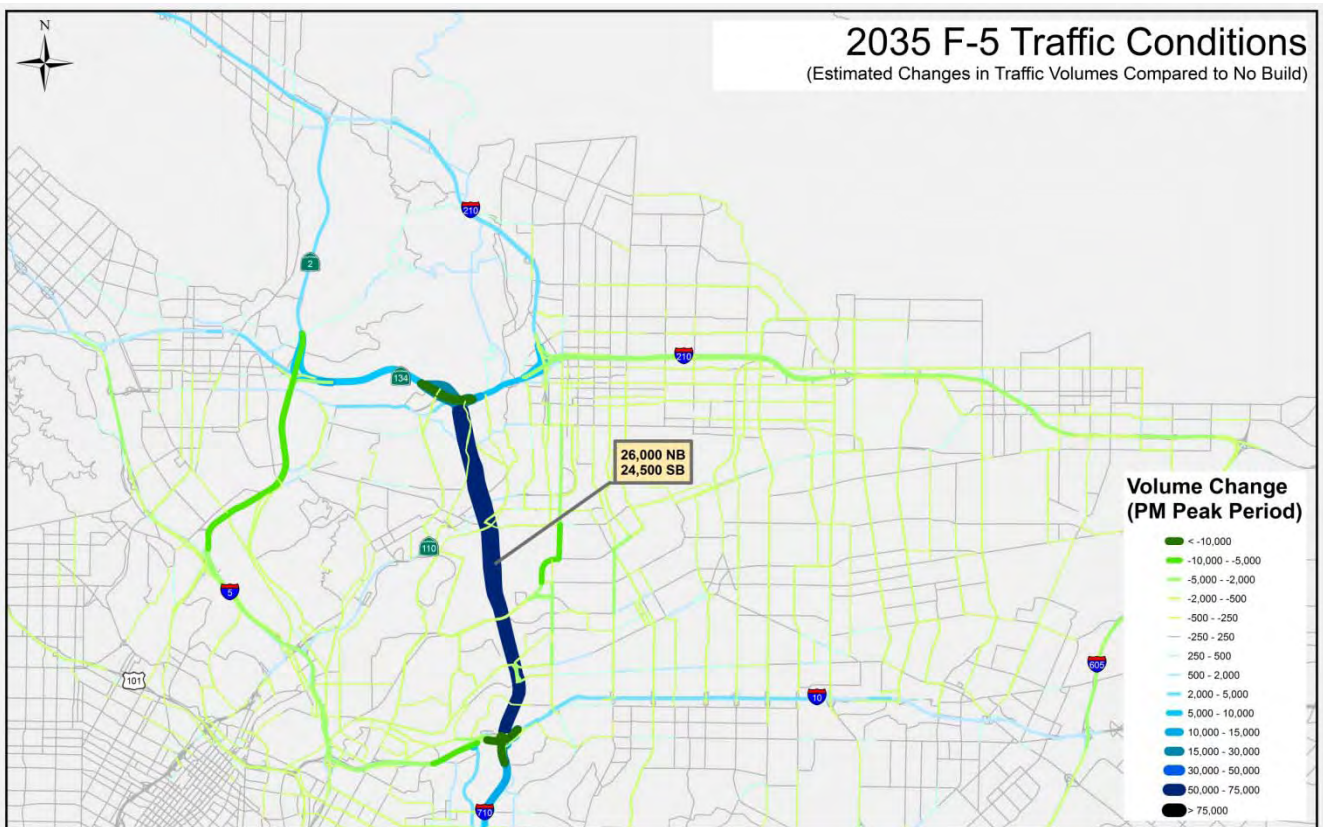 N
2035 F-5 Traffic Conditions
(Estimated Changes in Traffic Volumes Compared to No Build)
210
2
210
134
26,000 NB
24,500 SB
110
5
605
101
10
710
Volume Change
(PM Peak Period)
< -10,000
-10,000 - -5,000
-5,000 - -2,000
-2,000 - -500
-500 - -250
-250 - 250
250 - 500
500 - 2,000
2,000 - 5,000
5,000 - 10,000
10,000 - 15,000
15,000 - 30,000
30,000 - 50,000
50,000 - 75,000
> 75,000